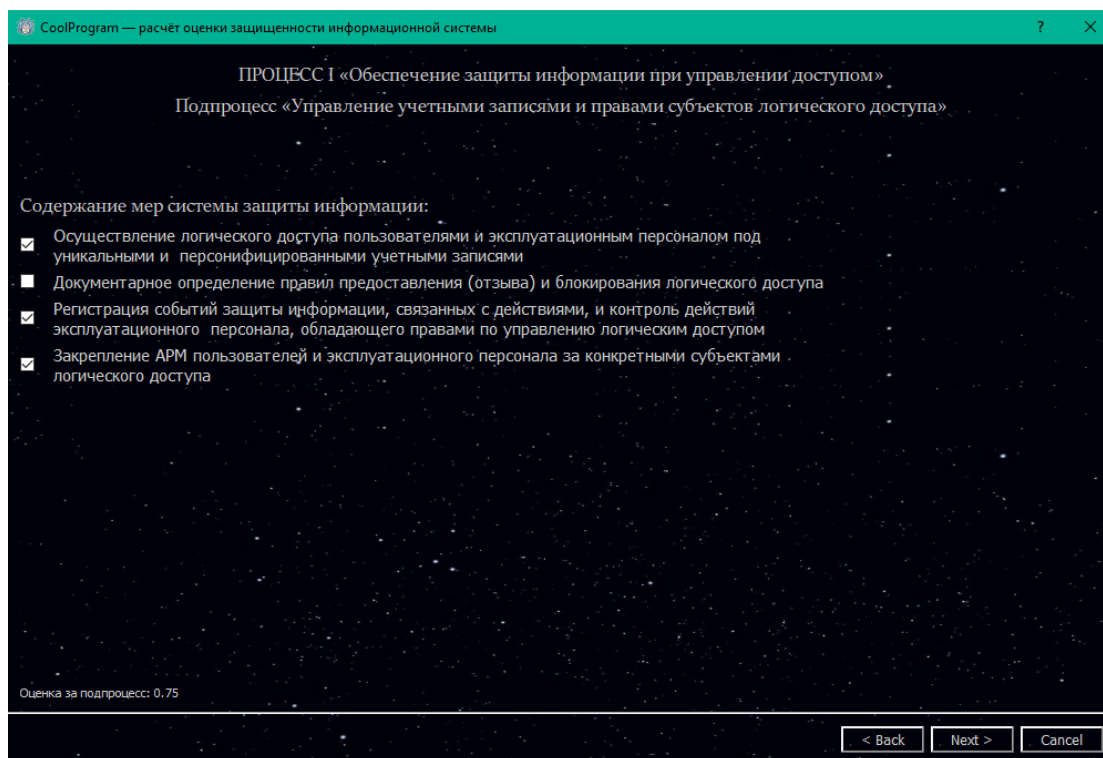 CoolProgram — расчёт оценки защищенности информационной системы
?
ПРОЦЕСС I «Обеспечение защиты информации при управлении доступом»
Подпроцесс «Управление учетными записями и правами субъектов логического доступа»
Содержание мер системы защиты информации:
Осуществление логического доступа пользователями и эксплуатационным персоналом под
уникальными и персонифицированными учетными записями
Документарное определение правил предоставления (отзыва) и блокирования логического доступа
Регистрация событий защиты информации, связанных с действиями, и контроль действий
эксплуатационного персонала, обладающего правами по управлению логическим доступом
Закрепление АРМ пользователей и эксплуатационного персонала за конкретными субъектами
логического доступа
Оценка за подпроцесс: 0.75
< Back
Next >
Cancel